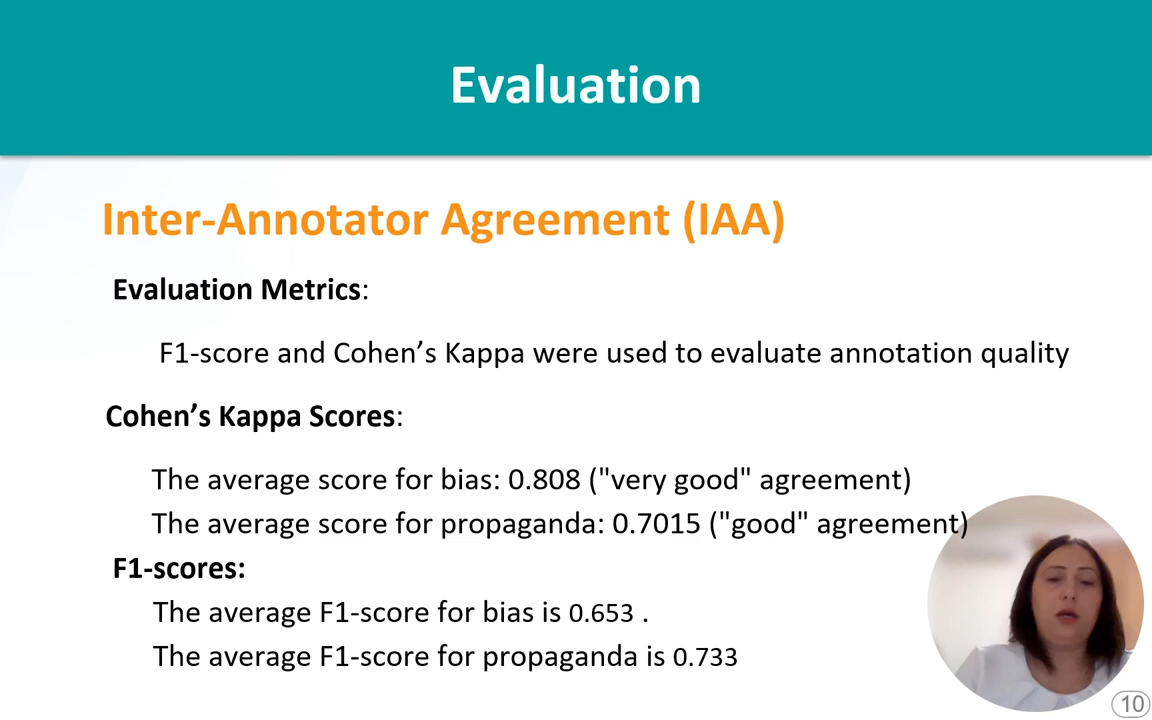 Evaluation
Inter-Annotator Agreement (IAA)
Evaluation Metrics:
F1-score and Cohen’s Kappa were used to evaluate annotation quality
Cohen’s Kappa Scores:
The average score for bias: 0.808 ("very good" agreement)
The average score for propaganda: 0.7015 ("good" agreement)
F1-scores:
The average F1-score for bias is 0.653 .
The average F1-score for propaganda is 0.733
10